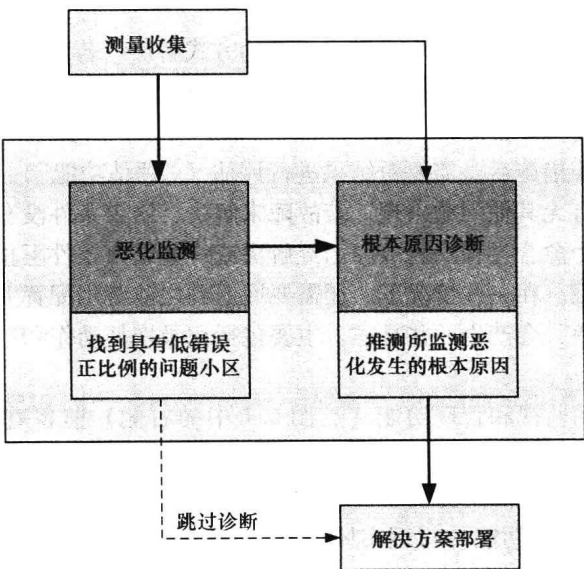 测量收集
恶化监测
根本原因诊断
找到具有低错误
正比例的问题小区
推测所监测恶
化发生的根本原因
跳过诊断
解决方案部署